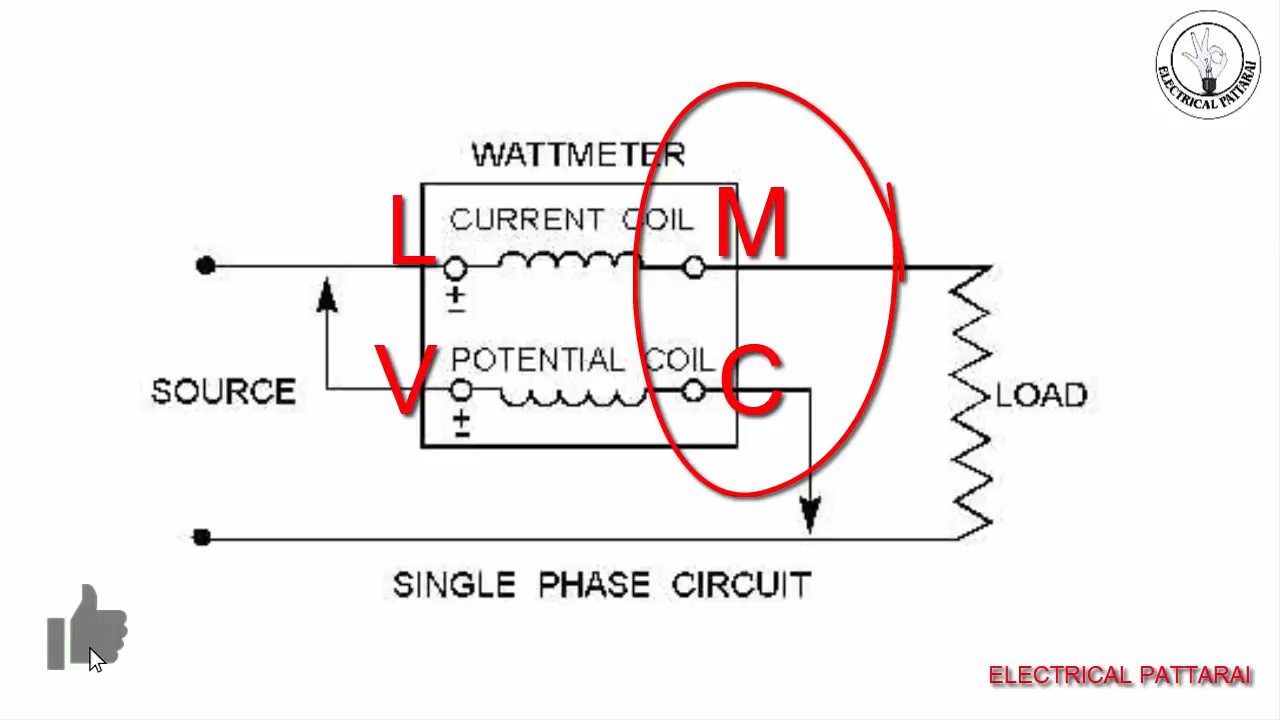 ELECTRICAL PATTARAI
WATTMETER
L
CURRENT COIL
M
±
V
POTENTIAL COIL
C
±
SOURCE
LOAD
SINGLE PHASE CIRCUIT
ELECTRICAL PATTARAI